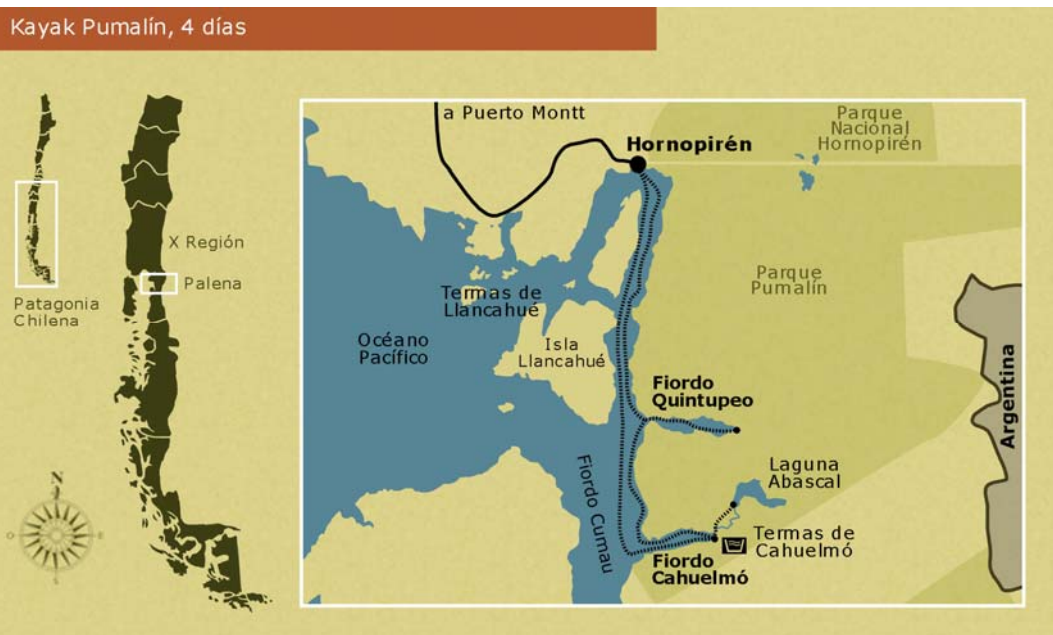 Kayak Pumalín, 4 días
a Puerto Montt
Parque
Nacional
Hornopirén
Hornopirén
X Región
Palena
Patagonia
Chilena
Parque
Pumalín
Termas de
Llancahué
Océano
Pacífico
Isla
Llancahué
Fiordo
Quintupeo
Argentina
Fiordo Cumau
Laguna
Abascal
Termas de
Cahuelmó
Fiordo
Cahuelmó
N
E
S
O